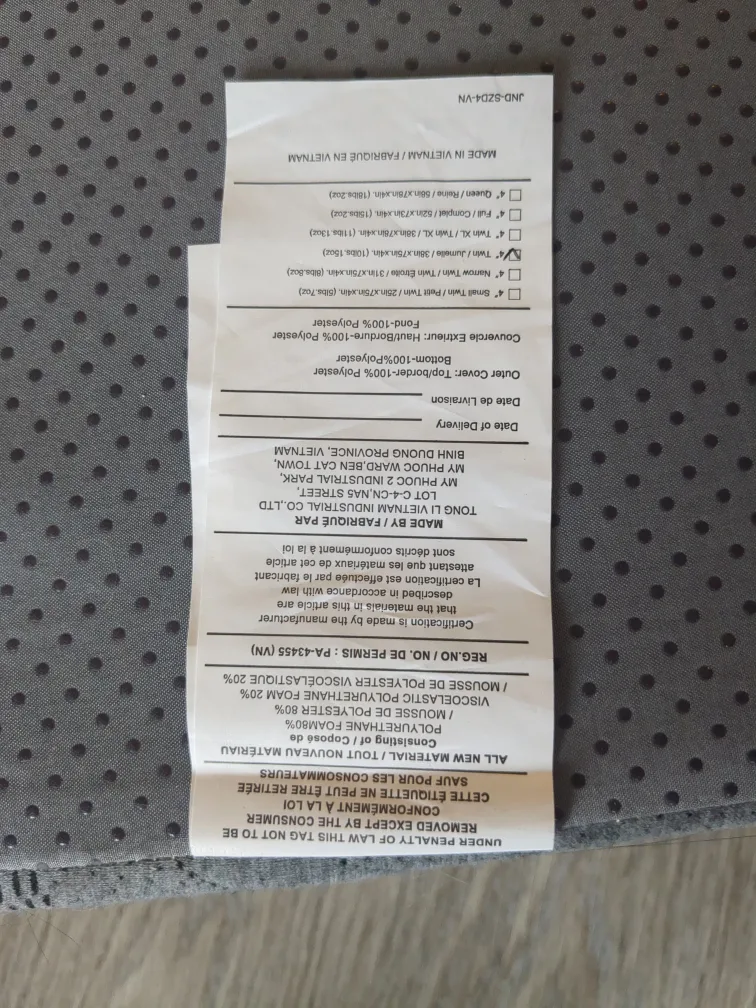 UNDER PENALTY OF LAW THIS TAG NOT TO BE
REMOVED EXCEPT BY THE CONSUMER
CONFORMÉMENT À LA LOI
CETTE ÉTIQUETTE NE PEUT ÊTRE RETIRÉE
SAUF POUR LES CONSOMMATEURS
ALL NEW MATERIAL / TOUT NOUVEAU MATÉRIAU
Consisting of / Coposé de
POLYURETHANE FOAM80%
/ MOUSSE DE POLYESTER 80%
VISCOELASTIC POLYURETHANE FOAM 20%
/ MOUSSE DE POLYESTER VISCOÉLASTIQUE 20%
REG.NO / NO. DE PERMIS : PA-43455 (VN)
Certification is made by the manufacturer
that the materials in this article are
described in accordance with law
La certification est effectuée par le fabricant
attestant que les matériaux de cet article
sont décrits conformément à la loi
MADE BY / FABRIQUÉ PAR
TONG LI VIETNAM INDUSTRIAL CO.,LTD
LOT C-4-CN,NA5 STREET,
MY PHUOC 2 INDUSTRIAL PARK,
MY PHUOC WARD,BEN CAT TOWN,
BINH DUONG PROVINCE, VIETNAM
Date of Delivery
Date de Livraison
Outer Cover: Top/border-100% Polyester
Bottom-100%Polyester
Couvercle Extrieur: Haut/Bordure-100% Polyester
Fond-100% Polyester
4" Small Twin / Petit Twin / 25in.x75in.x4in. (5lbs.7oz)
4" Narrow Twin / Twin Étroite / 31in.x75in.x4in. (8lbs.8oz)
4" Twin / Jumelle / 38in.x75in.x4in. (10lbs.15oz)
4" Twin XL / Twin XL / 38in.x78in.x4in. (11lbs.13oz)
4" Full / Complet / 52in.x73in.x4in. (15lbs.2oz)
4" Queen / Reine / 58in.x78in.x4in. (18lbs.2oz)
MADE IN VIETNAM / FABRIQUÉ EN VIETNAM
JND-SZD4-VN